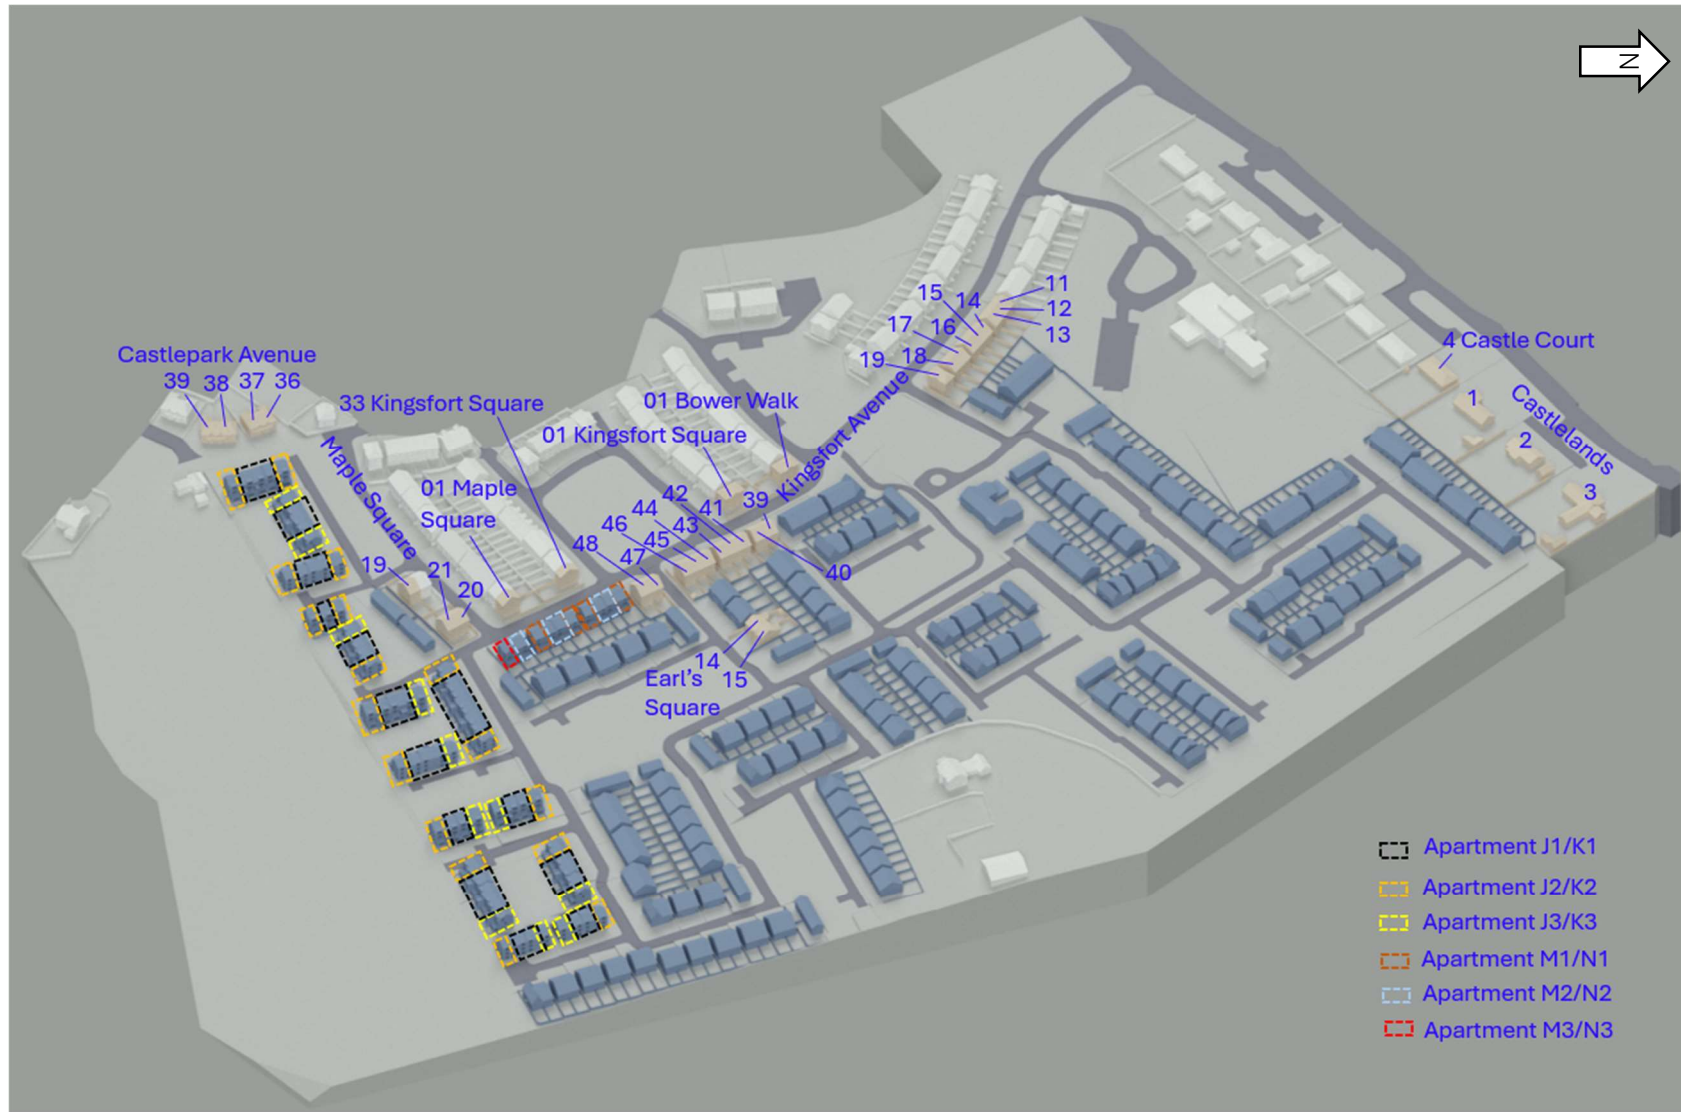 N
11
15
14
12
17
16
13
19
18
4 Castle Court
Castlepark Avenue
39
38
37
36
33 Kingsfort Square
01 Bower Walk
Kingsfort Avenue
1
Castlelands
2
3
01 Kingsfort Square
Maple Square
01 Maple
Square
42
39
44
41
46
43
48
45
47
40
19
21
20
14
15
Earl's
Square
Apartment J1/K1
Apartment J2/K2
Apartment J3/K3
Apartment M1/N1
Apartment M2/N2
Apartment M3/N3